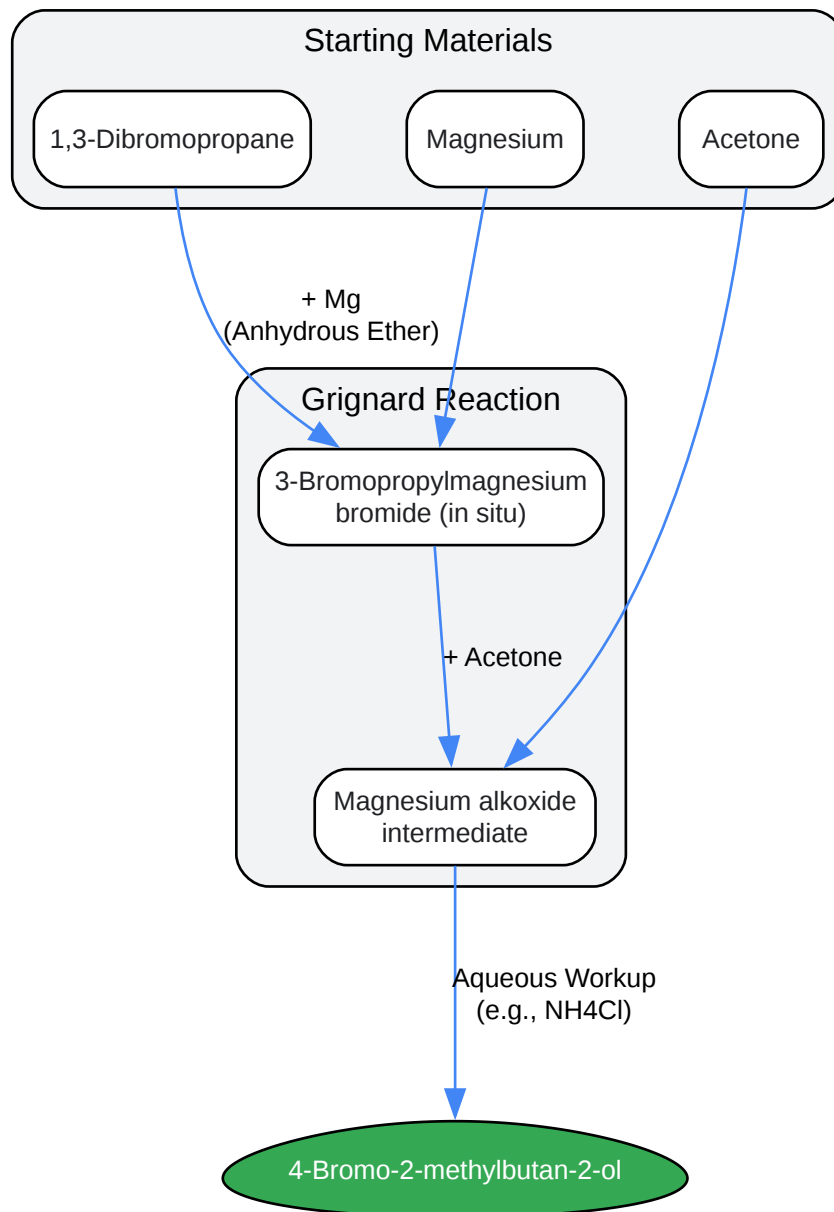 Starting Materials
1,3-Dibromopropane
Magnesium
Acetone
+ Mg
(Anhydrous Ether)
Grignard Reaction
3-Bromopropylmagnesium
bromide (in situ)
+ Acetone
Magnesium alkoxide
intermediate
Aqueous Workup
(e.g., NH4Cl)
4-Bromo-2-methylbutan-2-ol